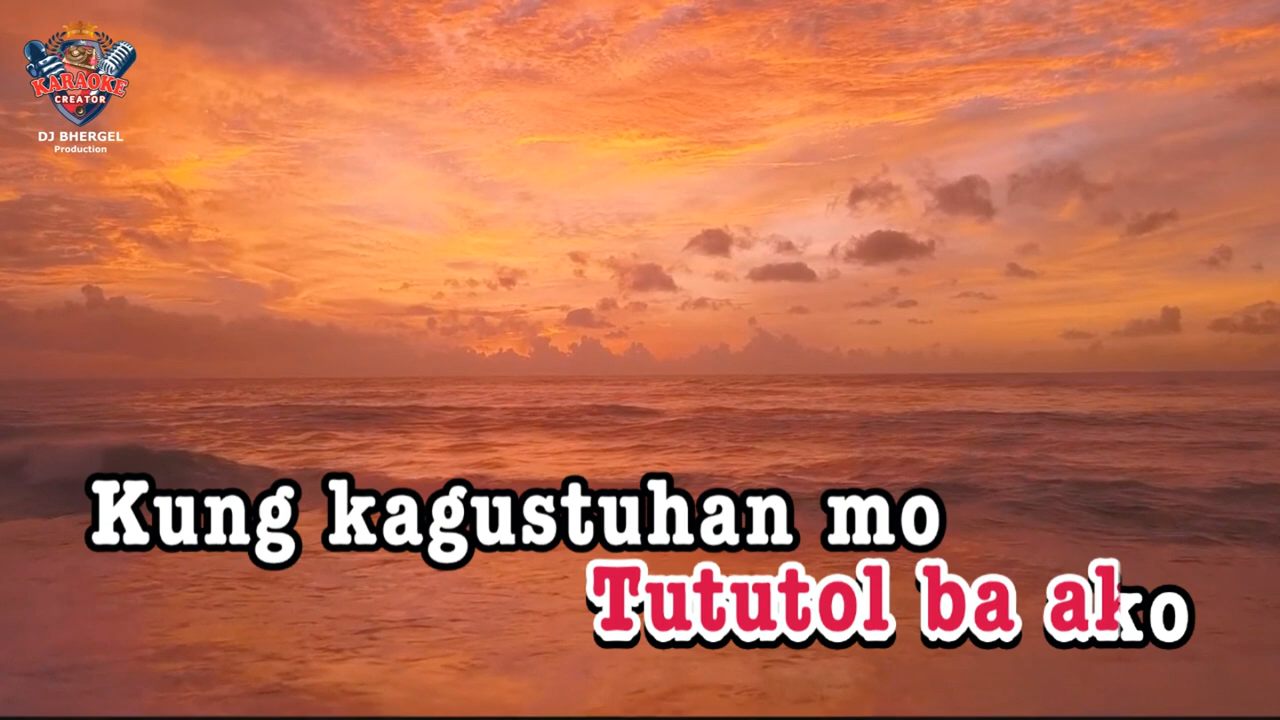 KARAOKE
CREATOR
DJ BHERGEL
Production
Kung kagustuhan mo
Tututol ba ako